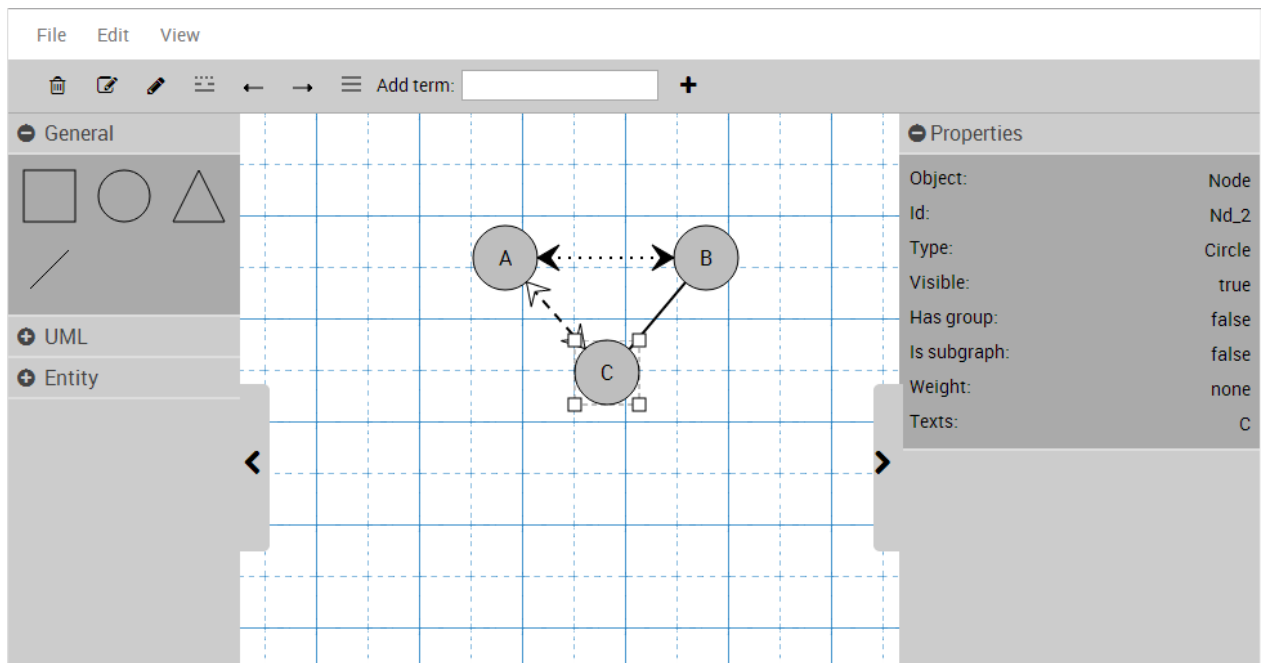 File Edit View
Add term:
General
Properties
Object: Node
Id: Nd_2
Type: Circle
Visible: true
Has group: false
Is subgraph: false
Weight: none
Texts: C
UML
Entity
A B
C